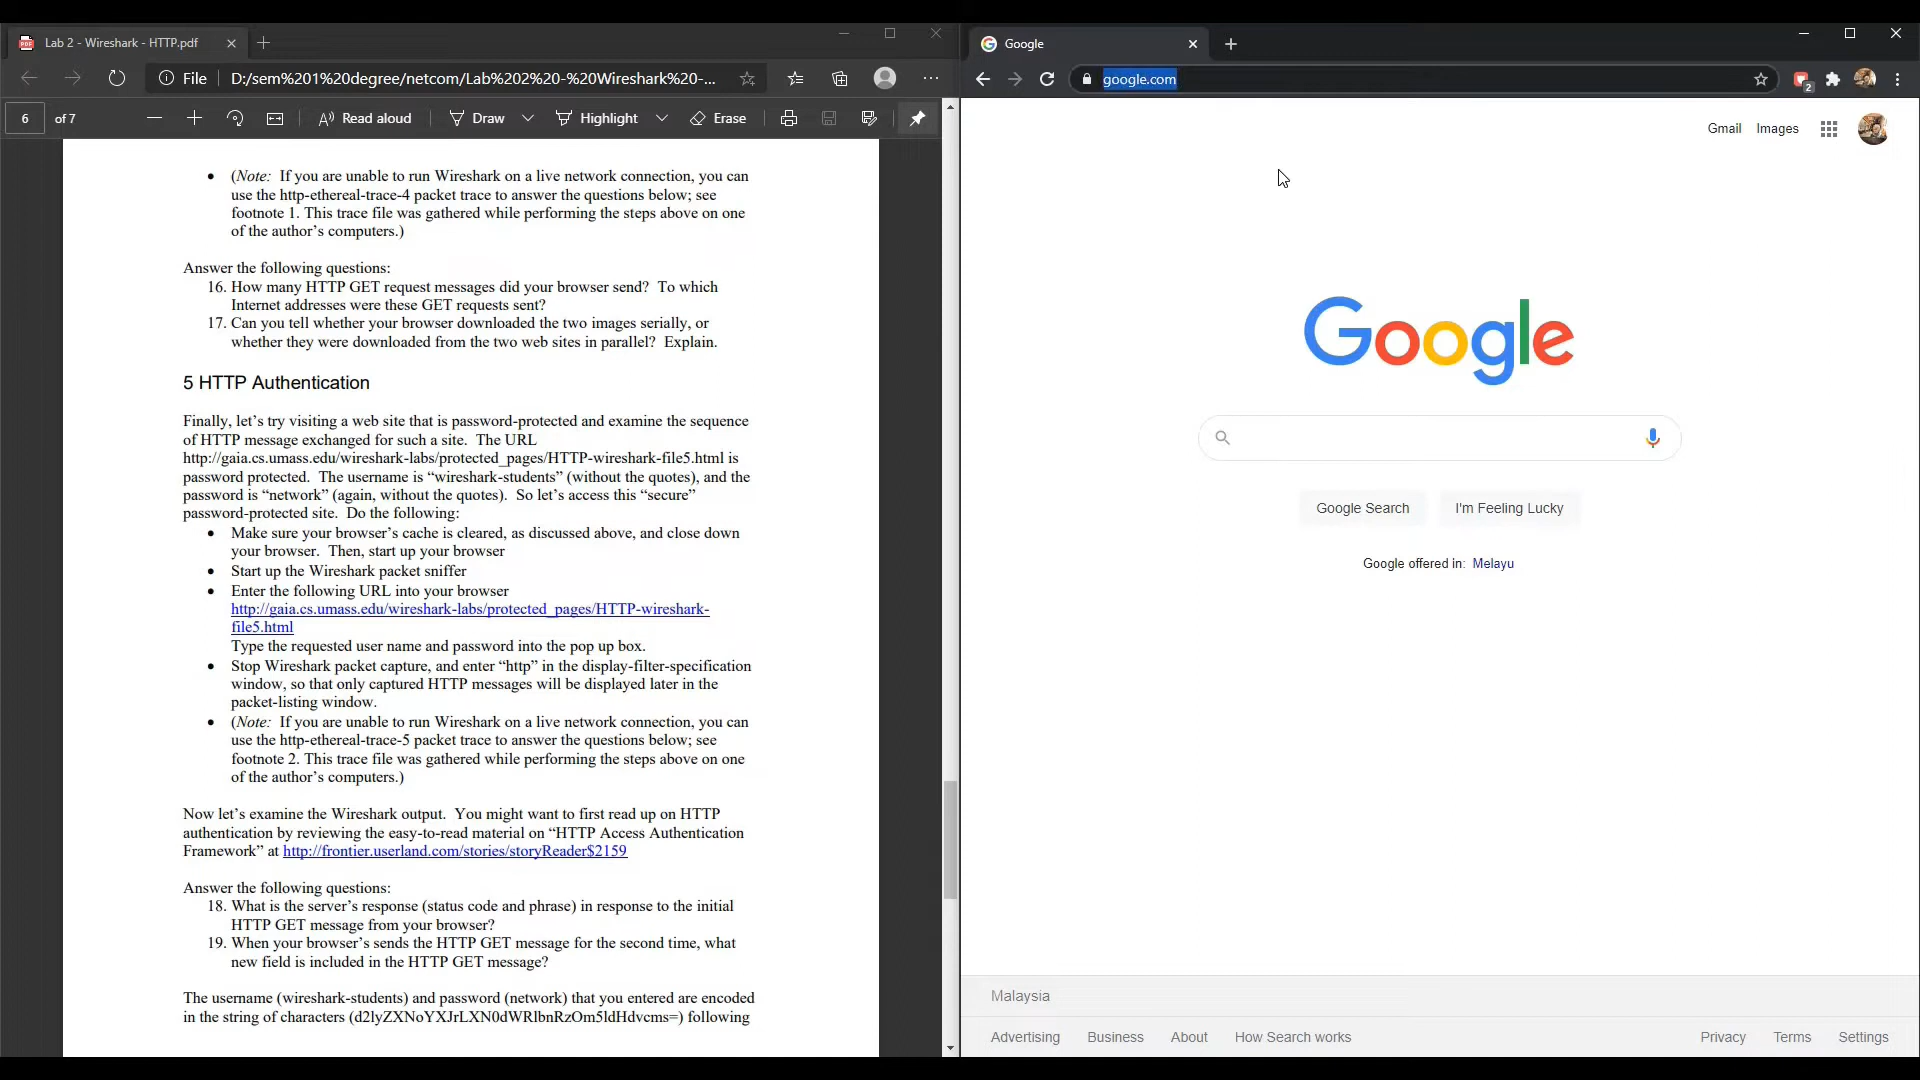 Lab 2 - Wireshark - HTTP.pdf
File
D:/sem%201%20degree/netcom/Lab%202%20-%20Wireshark%20-...
6
of 7
Read aloud
Draw
Highlight
Erase
• (Note: If you are unable to run Wireshark on a live network connection, you can
use the http-ethereal-trace-4 packet trace to answer the questions below; see
footnote 1. This trace file was gathered while performing the steps above on one
of the author’s computers.)
Answer the following questions:
16. How many HTTP GET request messages did your browser send? To which
Internet addresses were these GET requests sent?
17. Can you tell whether your browser downloaded the two images serially, or
whether they were downloaded from the two web sites in parallel? Explain.
5 HTTP Authentication
Finally, let’s try visiting a web site that is password-protected and examine the sequence
of HTTP message exchanged for such a site. The URL
http://gaia.cs.umass.edu/wireshark-labs/protected_pages/HTTP-wireshark-file5.html is
password protected. The username is “wireshark-students” (without the quotes), and the
password is “network” (again, without the quotes). So let’s access this “secure”
password-protected site. Do the following:
• Make sure your browser’s cache is cleared, as discussed above, and close down
your browser. Then, start up your browser
• Start up the Wireshark packet sniffer
• Enter the following URL into your browser
http://gaia.cs.umass.edu/wireshark-labs/protected_pages/HTTP-wireshark-
file5.html
Type the requested user name and password into the pop up box.
• Stop Wireshark packet capture, and enter “http” in the display-filter-specification
window, so that only captured HTTP messages will be displayed later in the
packet-listing window.
• (Note: If you are unable to run Wireshark on a live network connection, you can
use the http-ethereal-trace-5 packet trace to answer the questions below; see
footnote 2. This trace file was gathered while performing the steps above on one
of the author’s computers.)
Now let’s examine the Wireshark output. You might want to first read up on HTTP
authentication by reviewing the easy-to-read material on “HTTP Access Authentication
Framework” at http://frontier.userland.com/stories/storyReader$2159
Answer the following questions:
18. What is the server’s response (status code and phrase) in response to the initial
HTTP GET message from your browser?
19. When your browser’s sends the HTTP GET message for the second time, what
new field is included in the HTTP GET message?
The username (wireshark-students) and password (network) that you entered are encoded
in the string of characters (d2lyZXNoYXJrLXN0dWRlbnRzOm5ldHdvcms=) following
Google
google.com
2
Gmail
Images
Google
Google Search
I'm Feeling Lucky
Google offered in: Melayu
Malaysia
Advertising
Business
About
How Search works
Privacy
Terms
Settings